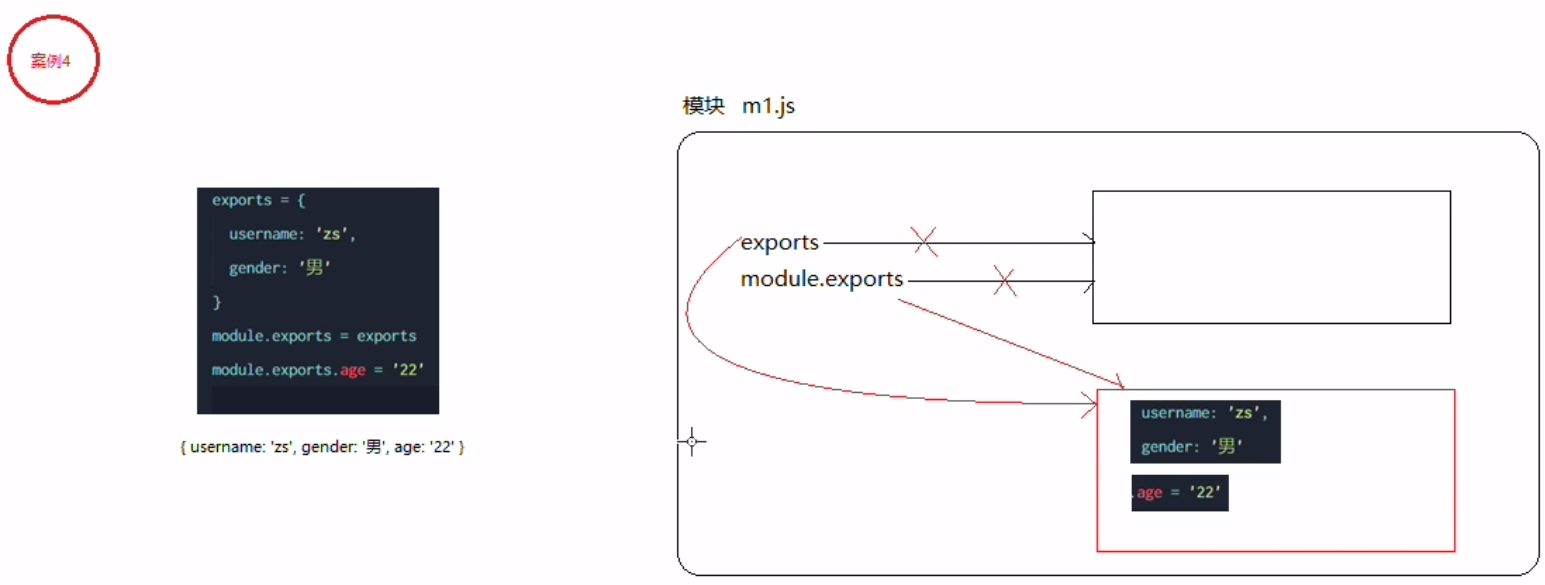 案例4
exports = {
username: 'zs',
gender: '男'
}
module.exports = exports
module.exports.age = '22'
{ username: 'zs', gender: '男', age: '22' }
模块 m1.js
exports
module.exports
username: 'zs',
gender: '男'
.age = '22'